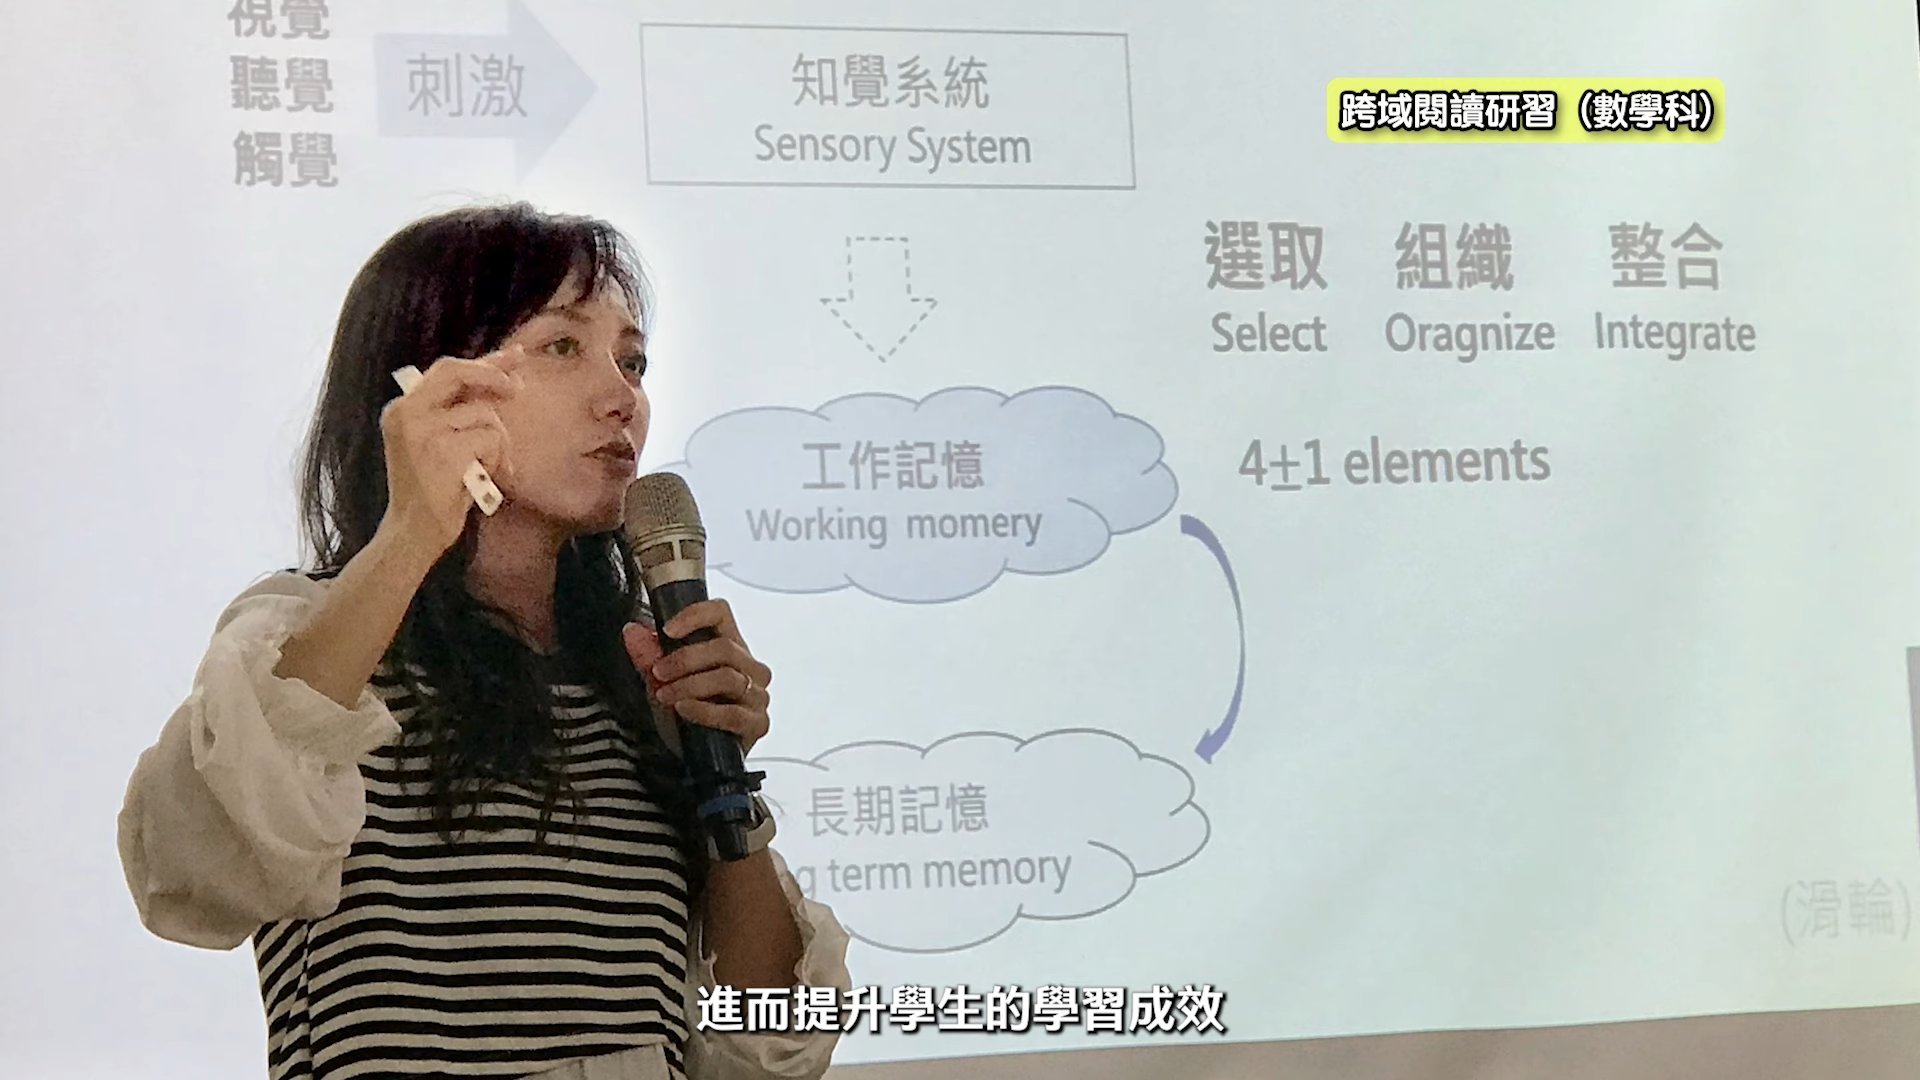 視覺
聽覺
觸覺
刺激
知覺系統
Sensory System
跨域閱讀研習（數學科）
選取 組織 整合
Select Oragnize Integrate
工作記憶
Working momery
4±1 elements
長期記憶
term memory
(滑輪)
進而提升學生的學習成效